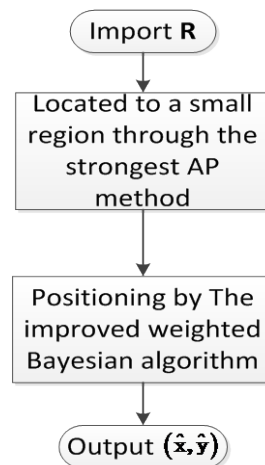 Import R
Located to a small
region through the
strongest AP
method
Positioning by The
improved weighted
Bayesian algorithm
Output (x̂,ŷ)